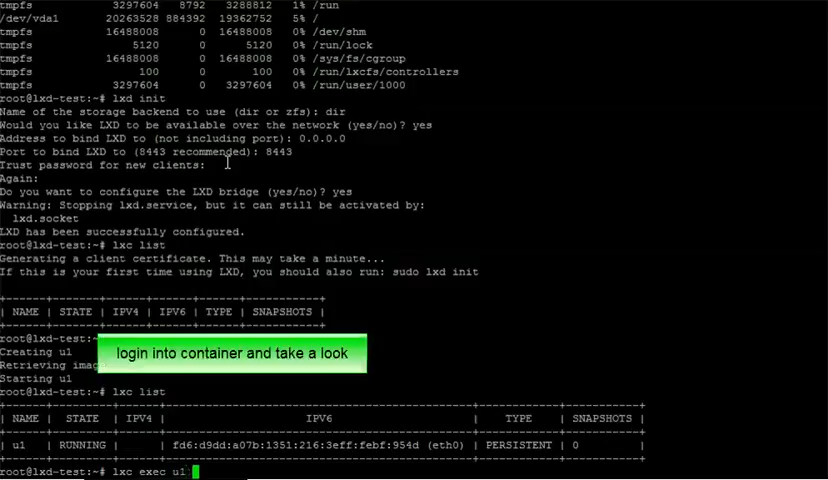 tmpfs 3297604 8792 3288812 1% /run
/dev/vda1 20263528 884392 19362752 5% /
tmpfs 16488008 0 16488008 0% /dev/shm
tmpfs 5120 0 5120 0% /run/lock
tmpfs 16488008 0 16488008 0% /sys/fs/cgroup
tmpfs 100 0 100 0% /run/lxcfs/controllers
tmpfs 3297604 0 3297604 0% /run/user/1000
root@lxd-test:~# lxd init
Name of the storage backend to use (dir or zfs): dir
Would you like LXD to be available over the network (yes/no)? yes
Address to bind LXD to (not including port): 0.0.0.0
Port to bind LXD to (8443 recommended): 8443
Trust password for new clients:
Again:
Do you want to configure the LXD bridge (yes/no)? yes
Warning: Stopping lxd.service, but it can still be activated by:
lxd.socket
LXD has been successfully configured.
root@lxd-test:~# lxc list
Generating a client certificate. This may take a minute...
If this is your first time using LXD, you should also run: sudo lxd init
+------+-------+------+------+------+-----------+
| NAME | STATE | IPV4 | IPV6 | TYPE | SNAPSHOTS |
+------+-------+------+------+------+-----------+
root@lxd-test:~
Creating u1
login into container and take a look
Retrieving imag
Starting u1
root@lxd-test:~# lxc list
+------+---------+------+-----------------------------------------------+------------+-----------+
| NAME | STATE | IPV4 | IPV6 | TYPE | SNAPSHOTS |
+------+---------+------+-----------------------------------------------+------------+-----------+
| u1 | RUNNING | | fd6:d9dd:a07b:1351:216:3eff:febf:954d (eth0) | PERSISTENT | 0 |
+------+---------+------+-----------------------------------------------+------------+-----------+
root@lxd-test:~# lxc exec u1